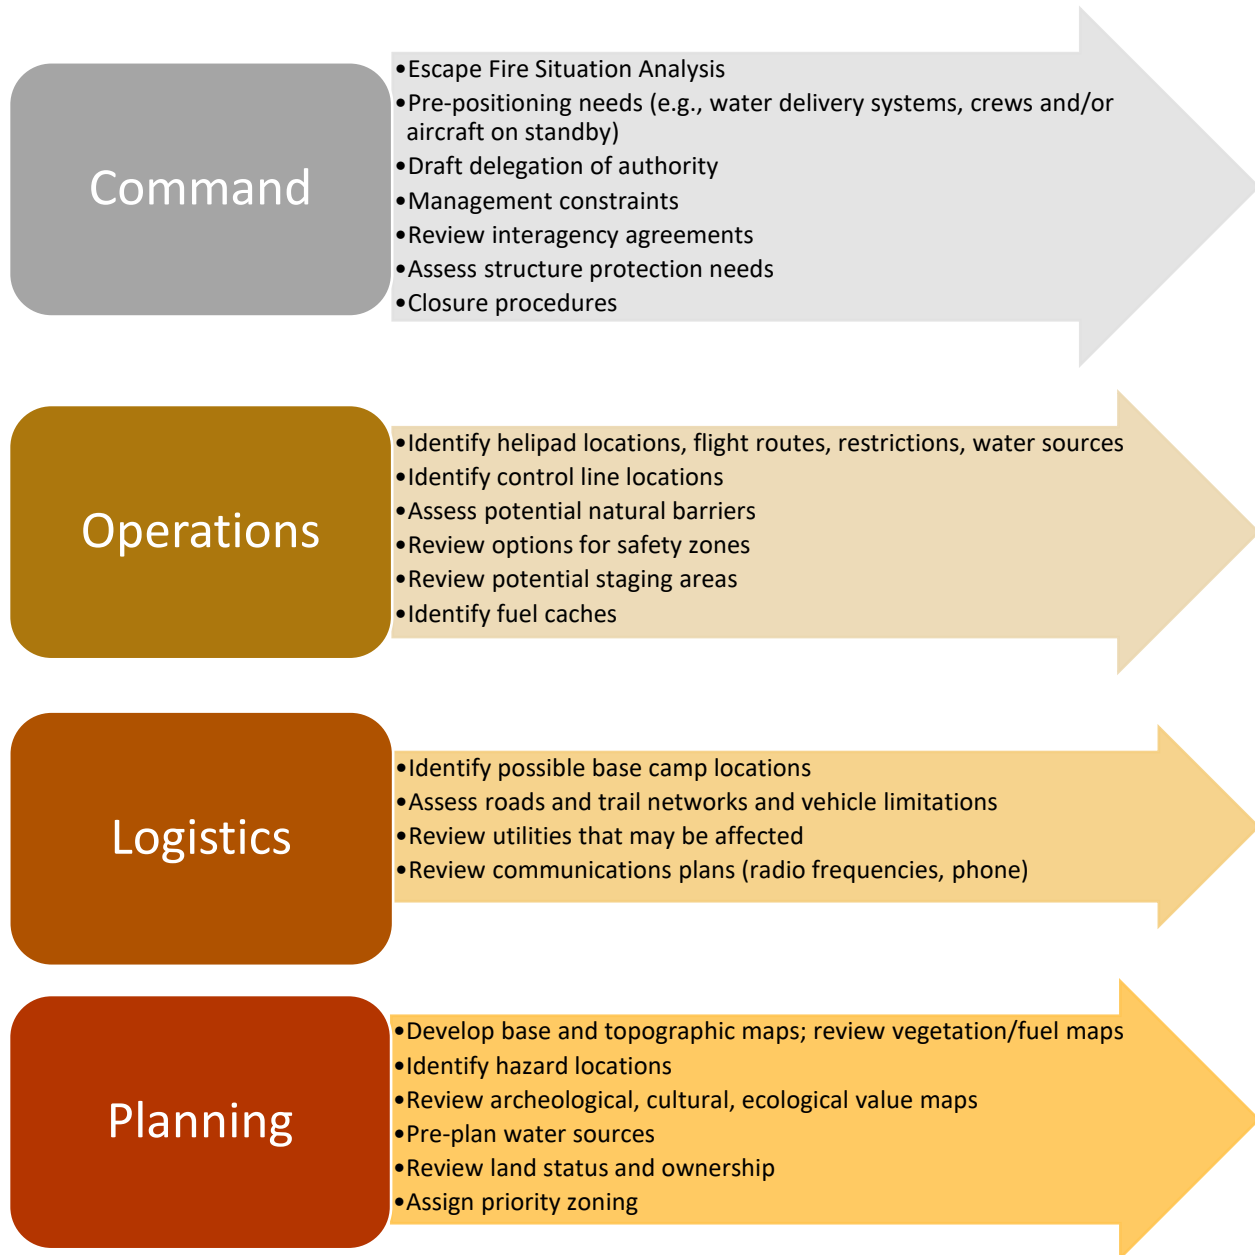 Command
•Escape Fire Situation Analysis
•Pre-positioning needs (e.g., water delivery systems, crews and/or
aircraft on standby)
•Draft delegation of authority
•Management constraints
•Review interagency agreements
•Assess structure protection needs
•Closure procedures
Operations
•Identify helipad locations, flight routes, restrictions, water sources
•Identify control line locations
•Assess potential natural barriers
•Review options for safety zones
•Review potential staging areas
•Identify fuel caches
Logistics
•Identify possible base camp locations
•Assess roads and trail networks and vehicle limitations
•Review utilities that may be affected
•Review communications plans (radio frequencies, phone)
Planning
•Develop base and topographic maps; review vegetation/fuel maps
•Identify hazard locations
•Review archeological, cultural, ecological value maps
•Pre-plan water sources
•Review land status and ownership
•Assign priority zoning